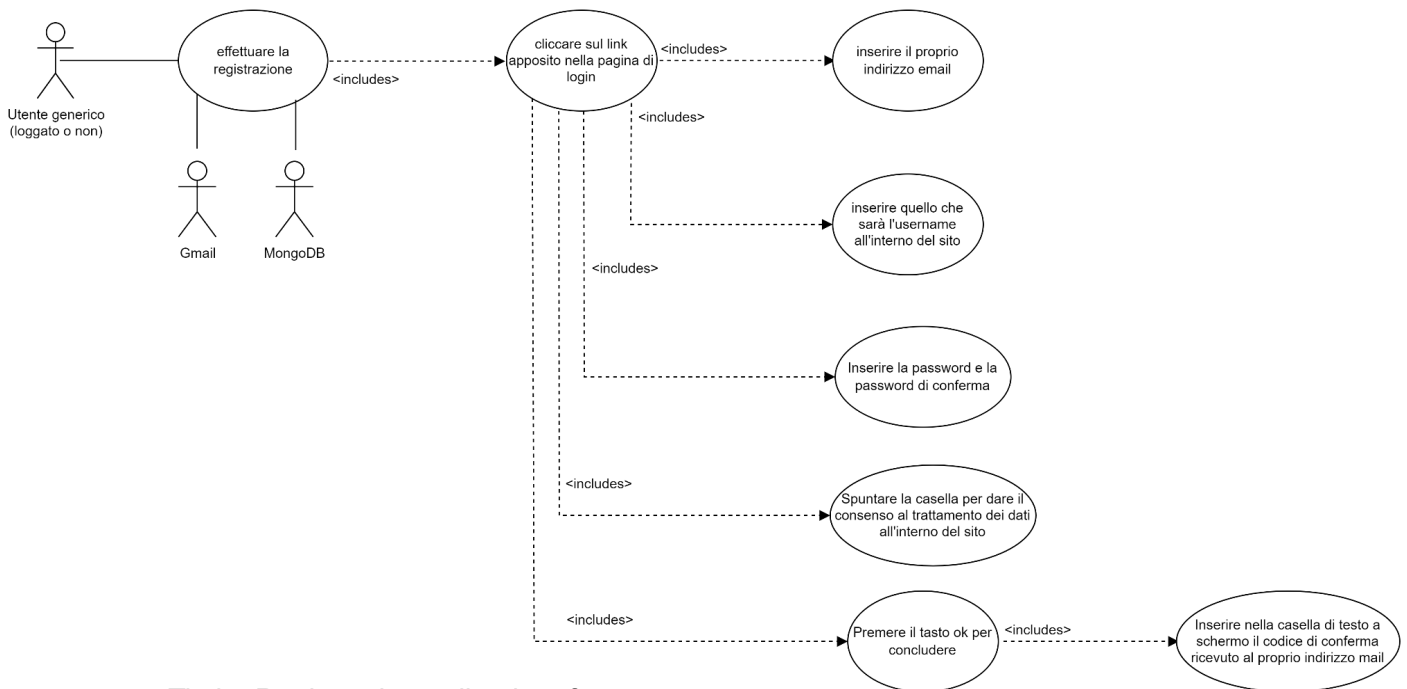 effettuare la
registrazione
<includes>
cliccare sul link
apposito nella pagina di
login
<includes>
inserire il proprio
indirizzo email
Utente generico
(loggato o non)
<includes>
Gmail
MongoDB
inserire quello che
sarà l'username
all'interno del sito
<includes>
Inserire la password e la
password di conferma
<includes>
Spuntare la casella per dare il
consenso al trattamento dei dati
all'interno del sito
<includes>
Premere il tasto ok per
concludere
<includes>
Inserire nella casella di testo a
schermo il codice di conferma
ricevuto al proprio indirizzo mail